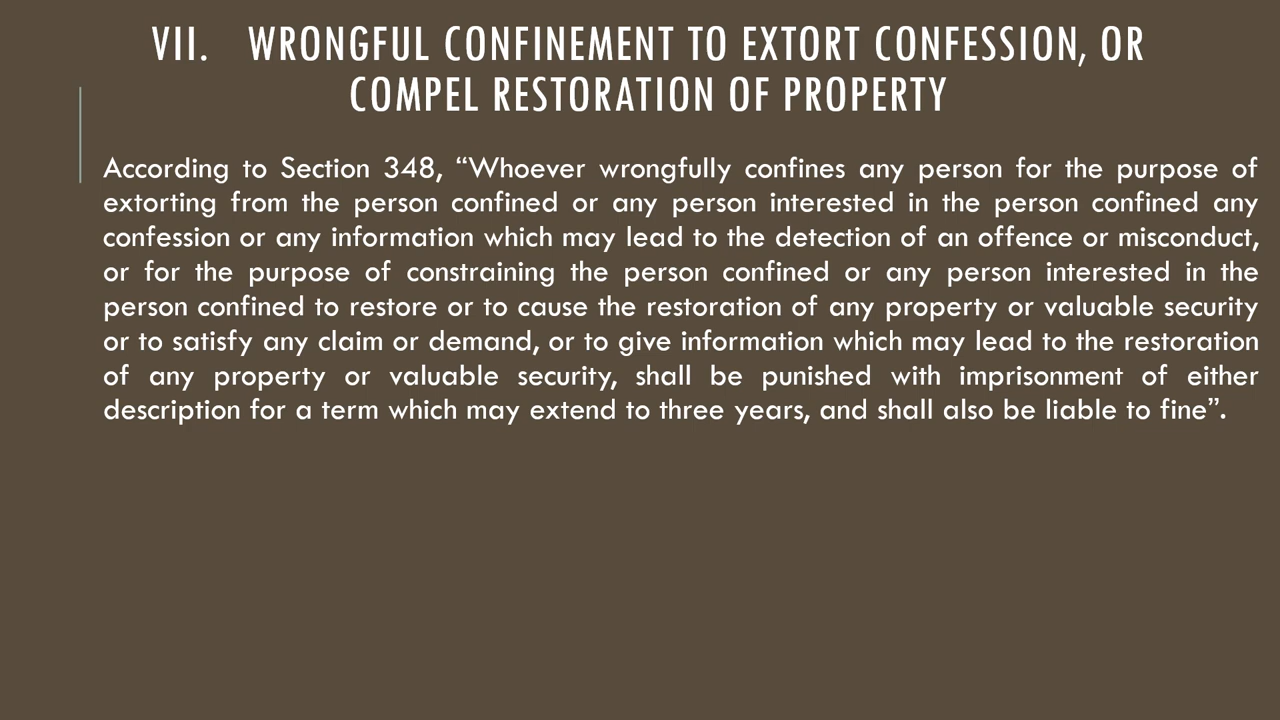 VII. WRONGFUL CONFINEMENT TO EXTORT CONFESSION, OR
COMPEL RESTORATION OF PROPERTY
According to Section 348, “Whoever wrongfully confines any person for the purpose of
extorting from the person confined or any person interested in the person confined any
confession or any information which may lead to the detection of an offence or misconduct,
or for the purpose of constraining the person confined or any person interested in the
person confined to restore or to cause the restoration of any property or valuable security
or to satisfy any claim or demand, or to give information which may lead to the restoration
of any property or valuable security, shall be punished with imprisonment of either
description for a term which may extend to three years, and shall also be liable to fine”.